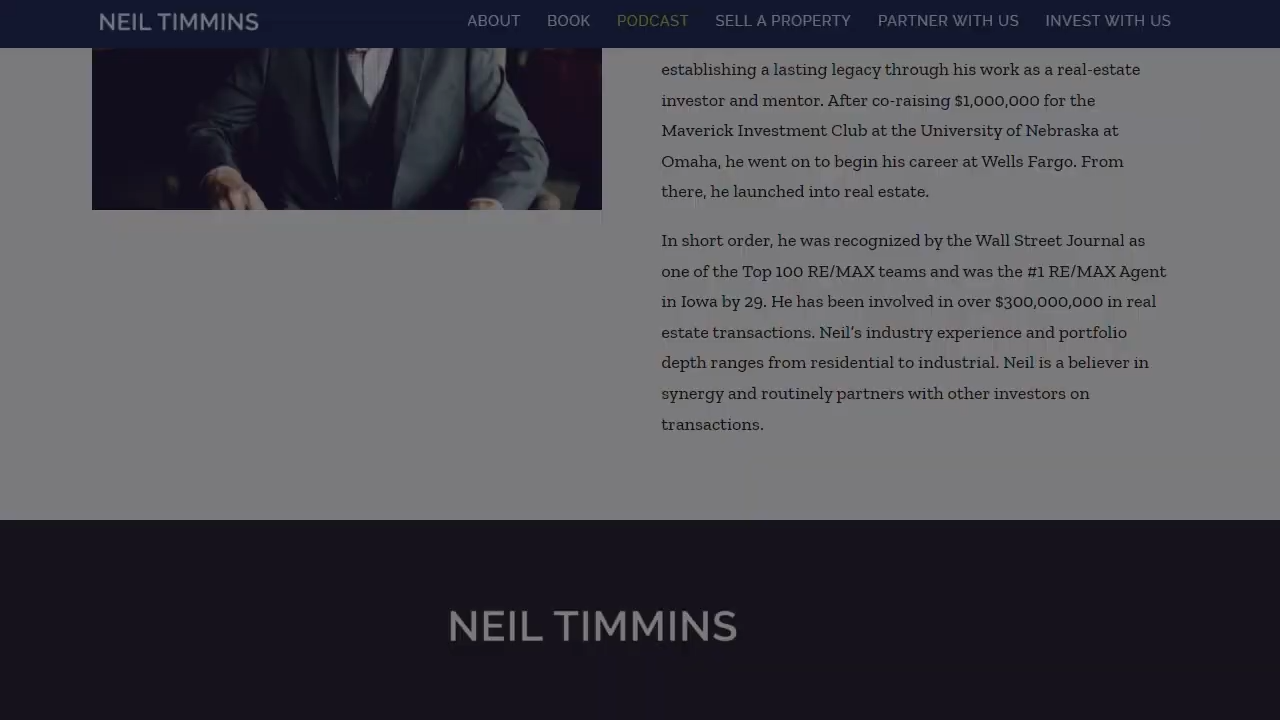 NEIL TIMMINS
ABOUT BOOK PODCAST SELL A PROPERTY PARTNER WITH US INVEST WITH US
establishing a lasting legacy through his work as a real-estate
investor and mentor. After co-raising $1,000,000 for the
Maverick Investment Club at the University of Nebraska at
Omaha, he went on to begin his career at Wells Fargo. From
there, he launched into real estate.
In short order, he was recognized by the Wall Street Journal as
one of the Top 100 RE/MAX teams and was the #1 RE/MAX Agent
in Iowa by 29. He has been involved in over $300,000,000 in real
estate transactions. Neil’s industry experience and portfolio
depth ranges from residential to industrial. Neil is a believer in
synergy and routinely partners with other investors on
transactions.
NEIL TIMMINS